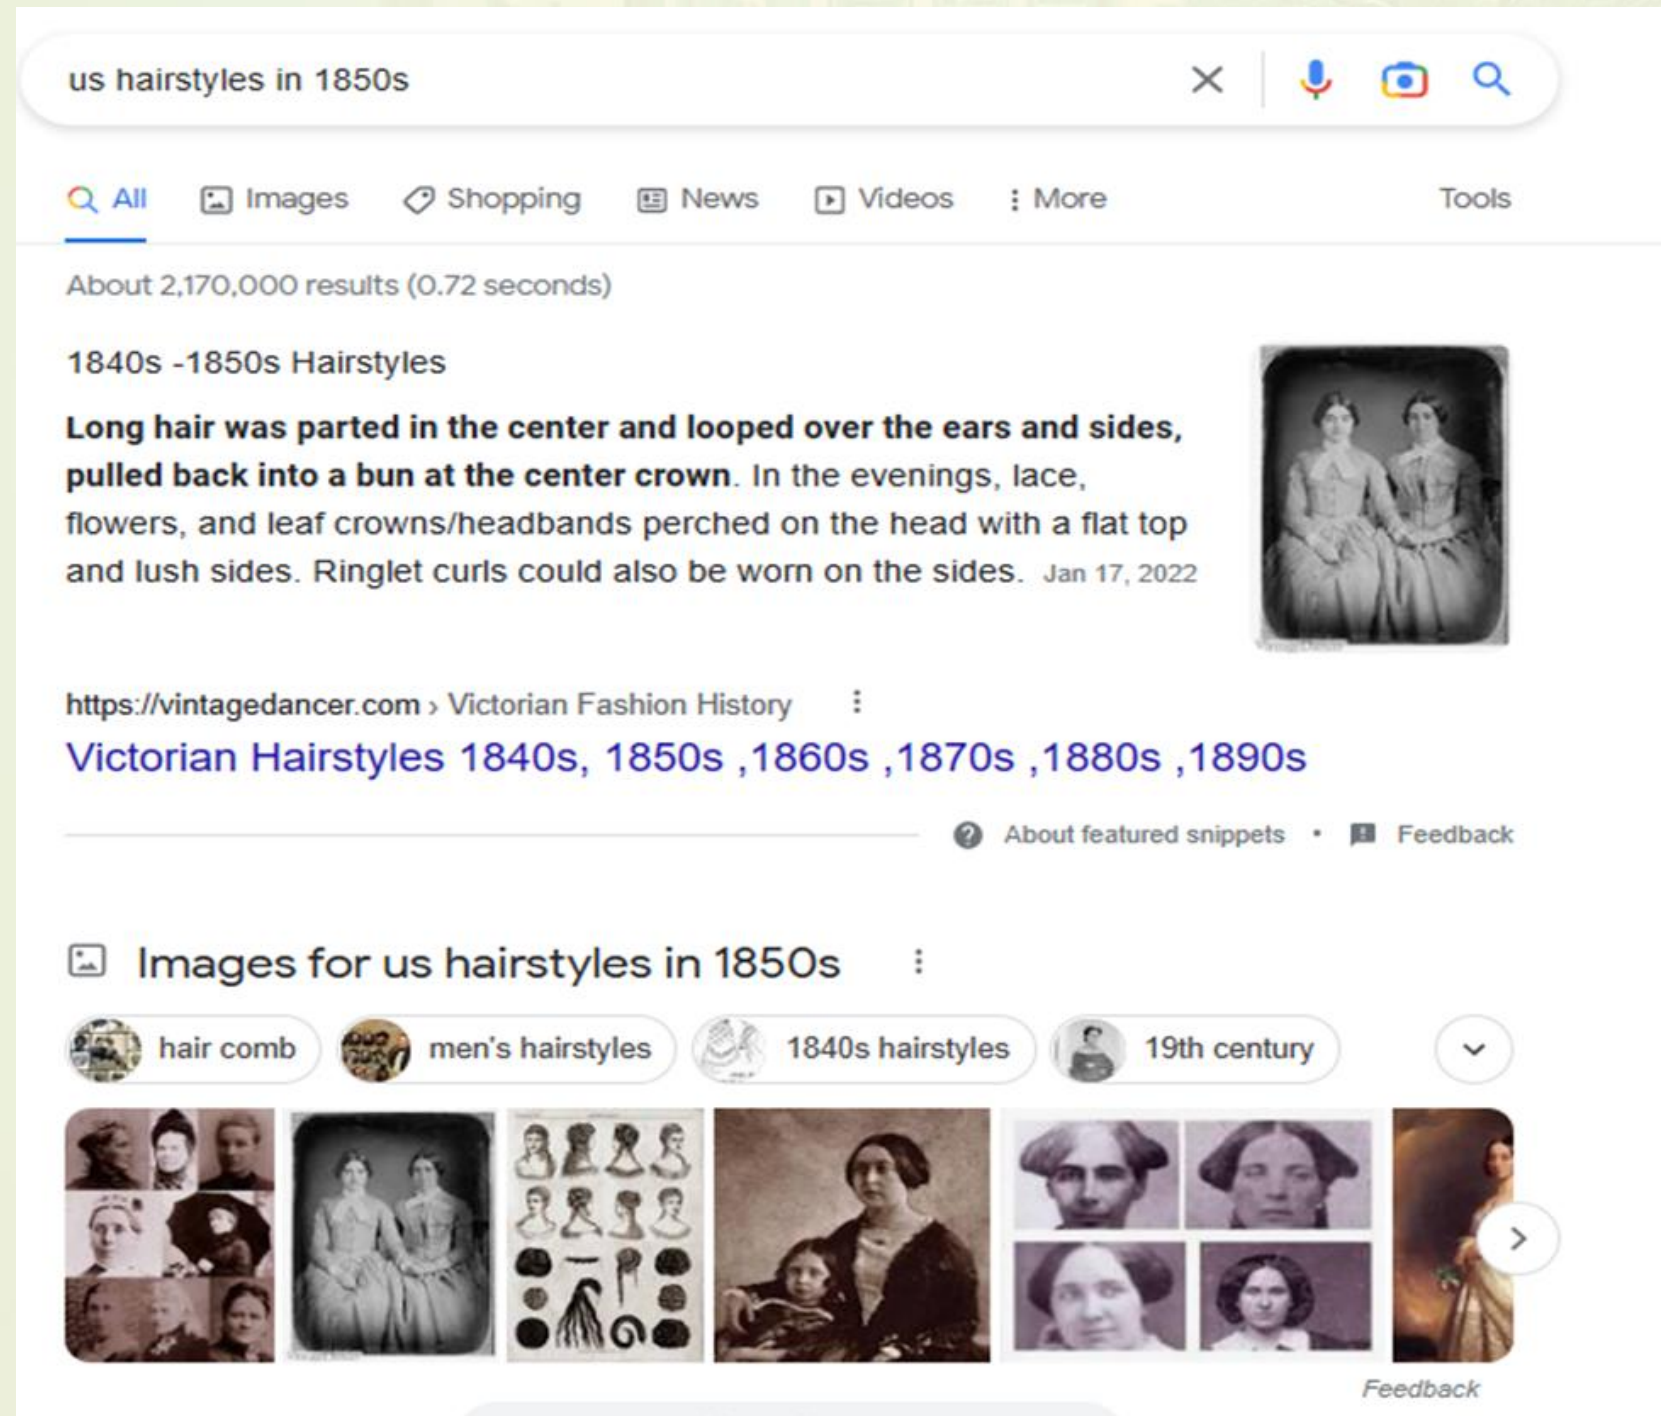 us hairstyles in 1850s
All Images Shopping News Videos More Tools
About 2,170,000 results (0.72 seconds)
1840s -1850s Hairstyles
Long hair was parted in the center and looped over the ears and sides,
pulled back into a bun at the center crown. In the evenings, lace,
flowers, and leaf crowns/headbands perched on the head with a flat top
and lush sides. Ringlet curls could also be worn on the sides. Jan 17, 2022
https://vintagedancer.com › Victorian Fashion History
Victorian Hairstyles 1840s, 1850s ,1860s ,1870s ,1880s ,1890s
About featured snippets • Feedback
Images for us hairstyles in 1850s
hair comb men's hairstyles 1840s hairstyles 19th century
Feedback